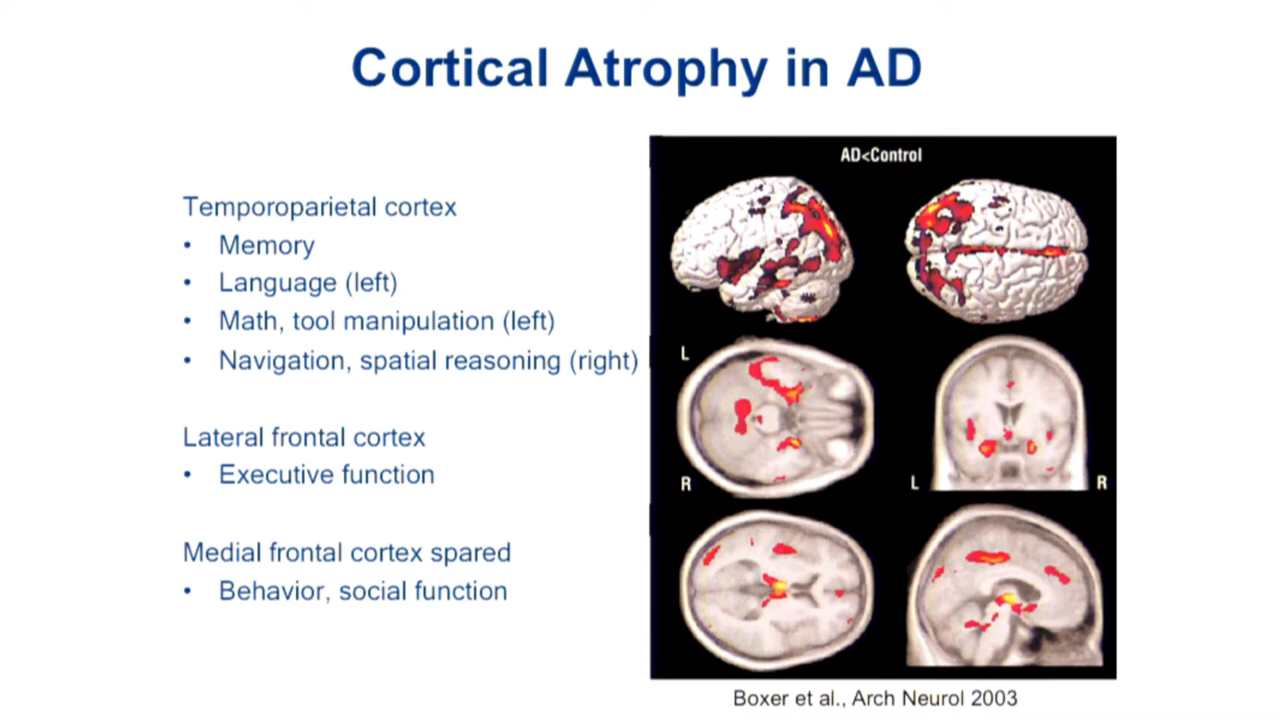 Cortical Atrophy in AD
Temporoparietal cortex
• Memory
• Language (left)
• Math, tool manipulation (left)
• Navigation, spatial reasoning (right)
Lateral frontal cortex
• Executive function
Medial frontal cortex spared
• Behavior, social function
AD<Control
L
R
L
R
Boxer et al., Arch Neurol 2003